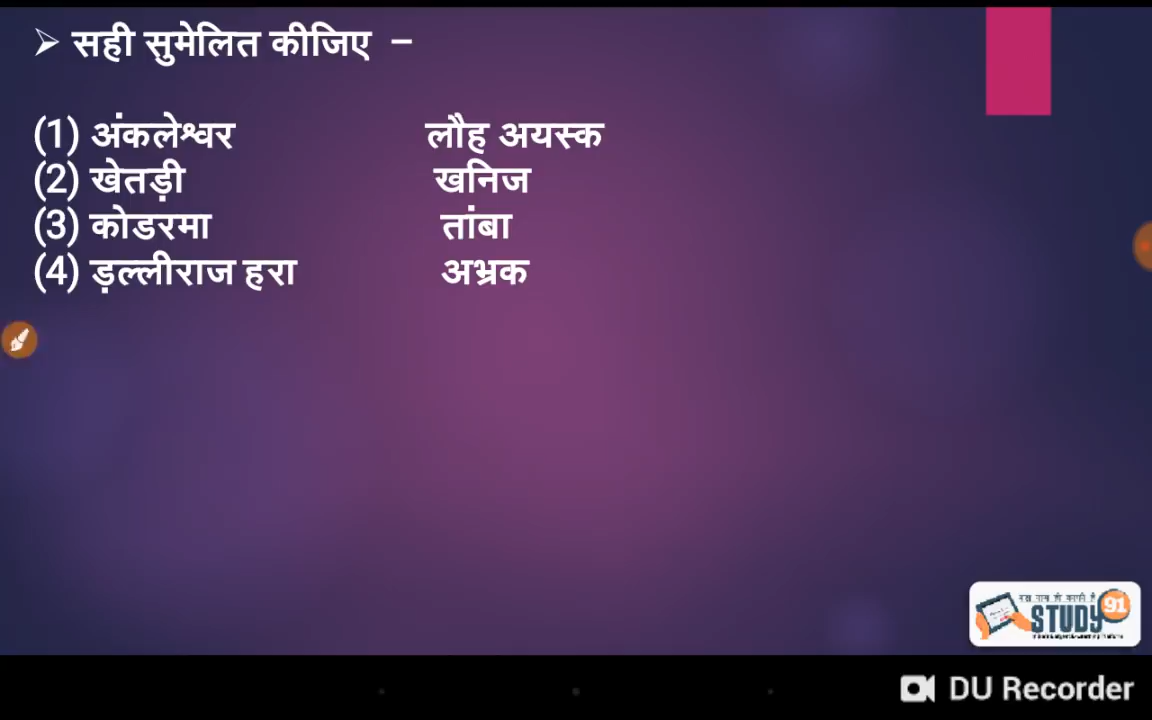 ➢ सही सुमेलित कीजिए –
(1) अंकलेश्वर लौह अयस्क
(2) खेतड़ी खनिज
(3) कोडरमा तांबा
(4) ड़ल्लीराज हरा अभ्रक
STUDY 91
DU Recorder